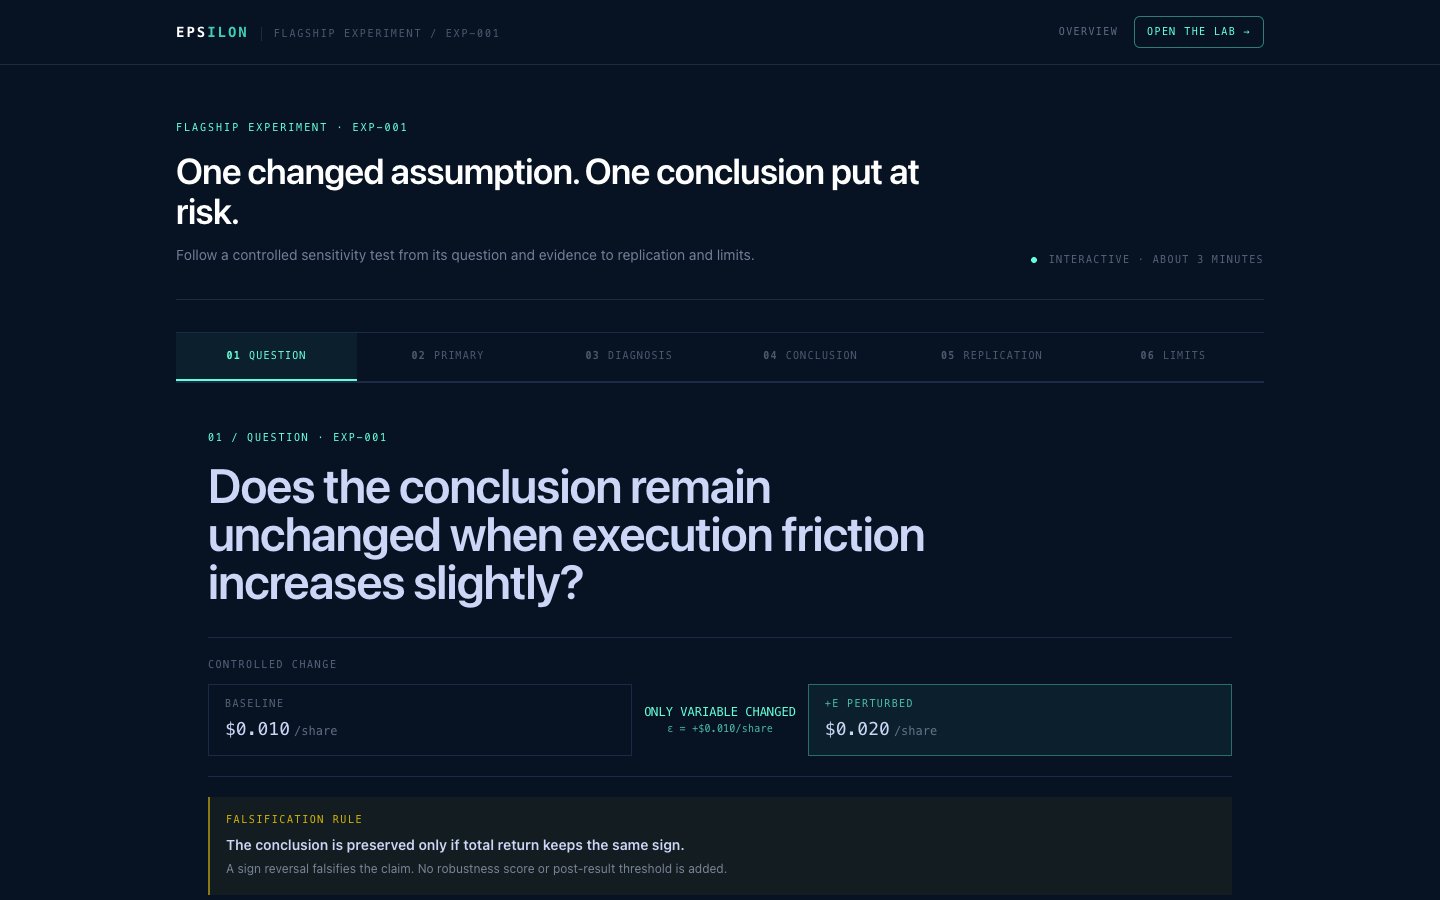 EPSILON FLAGSHIP EXPERIMENT / EXP-001 OVERVIEW OPEN THE LAB →
FLAGSHIP EXPERIMENT · EXP-001
One changed assumption. One conclusion put at
risk.
Follow a controlled sensitivity test from its question and evidence to replication and limits.
INTERACTIVE · ABOUT 3 MINUTES
01 QUESTION 02 PRIMARY 03 DIAGNOSIS 04 CONCLUSION 05 REPLICATION 06 LIMITS
01 / QUESTION · EXP-001
Does the conclusion remain
unchanged when execution friction
increases slightly?
CONTROLLED CHANGE
BASELINE
$0.010 /share
ONLY VARIABLE CHANGED
ε = +$0.010/share
+E PERTURBED
$0.020 /share
FALSIFICATION RULE
The conclusion is preserved only if total return keeps the same sign.
A sign reversal falsifies the claim. No robustness score or post-result threshold is added.